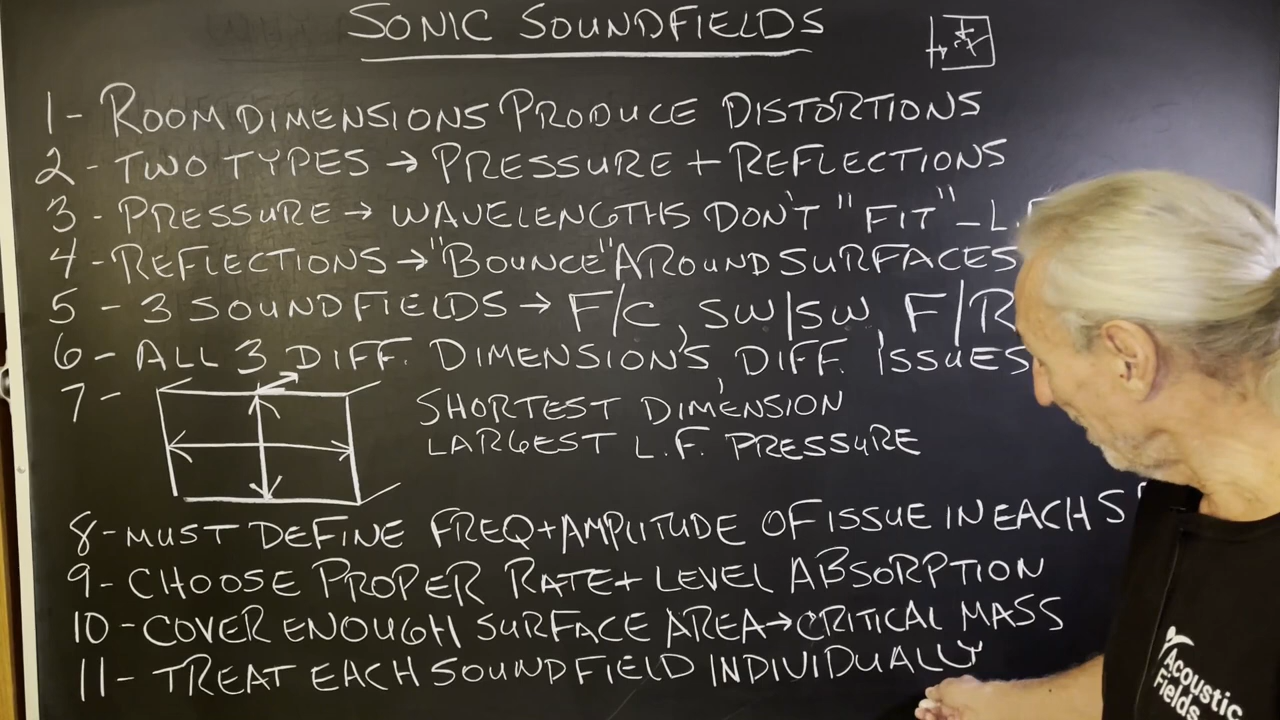 SONIC SOUNDFIELDS
1- ROOM DIMENSIONS PRODUCE DISTORTIONS
2- TWO TYPES → PRESSURE + REFLECTIONS
3- PRESSURE → WAVELENGTHS DON'T "FIT" - L.F
4- REFLECTIONS → "BOUNCE" AROUND SURFACES
5- 3 SOUNDFIELDS → F/C, SW/SW, F/R
6- ALL 3 DIFF. DIMENSIONS, DIFF. ISSUES
7-
SHORTEST DIMENSION
LARGEST L.F. PRESSURE
8- MUST DEFINE FREQ + AMPLITUDE OF ISSUE IN EACH S
9- CHOOSE PROPER RATE + LEVEL ABSORPTION
10- COVER ENOUGH SURFACE AREA → CRITICAL MASS
11- TREAT EACH SOUNDFIELD INDIVIDUALLY
Acoustic
Fields